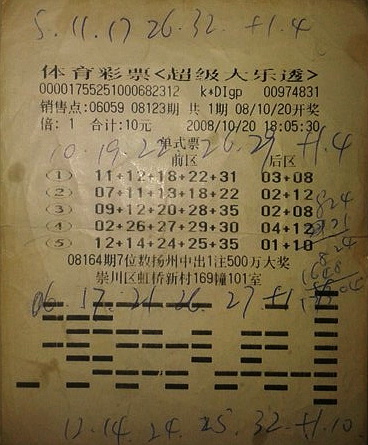 5. 11. 17 26. 32. +1.4
体育彩票<超级大乐透>
000017552510006823​12 k*DIgp 00974831
销售点:06059 08123期 共 1期 08/10/20开奖
倍: 1 合计:10元 2008/10/20 18:05:30
单式票
10. 19. 22 26. 29 +1.4
前区 后区
① 11+12+18+22+31 03+08
② 07+11+13+18+22 02+12
③ 09+12+20+28+35 02+08
④ 02+26+27+29+30 04+12
⑤ 12+14+24+25+35 01+10
08164期7位数扬州中出1注500万大奖
崇川区虹桥新村169幢101室
06. 17. 21 26. 27 +1.
12. 14. 24. 25. 32. +1.10